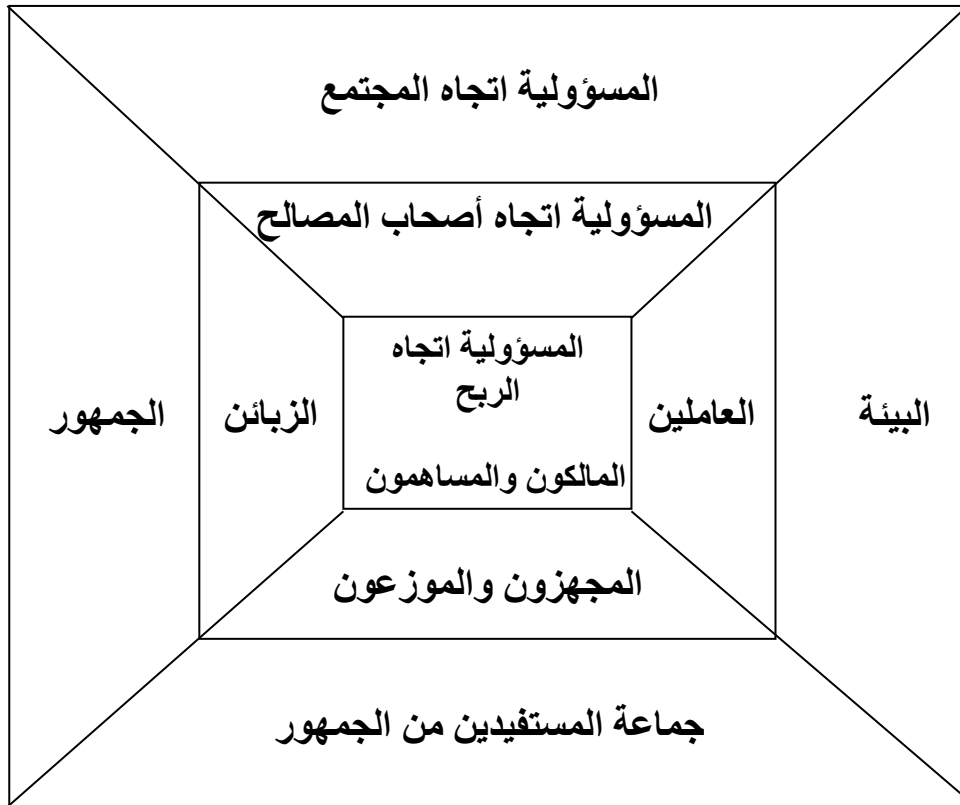 المسؤولية اتجاه المجتمع
المسؤولية اتجاه أصحاب المصالح
المسؤولية اتجاه
الربح
البيئة
العاملين
الزبائن
الجمهور
المالكون والمساهمون
المجهزون والموزعون
جماعة المستفيدين من الجمهور